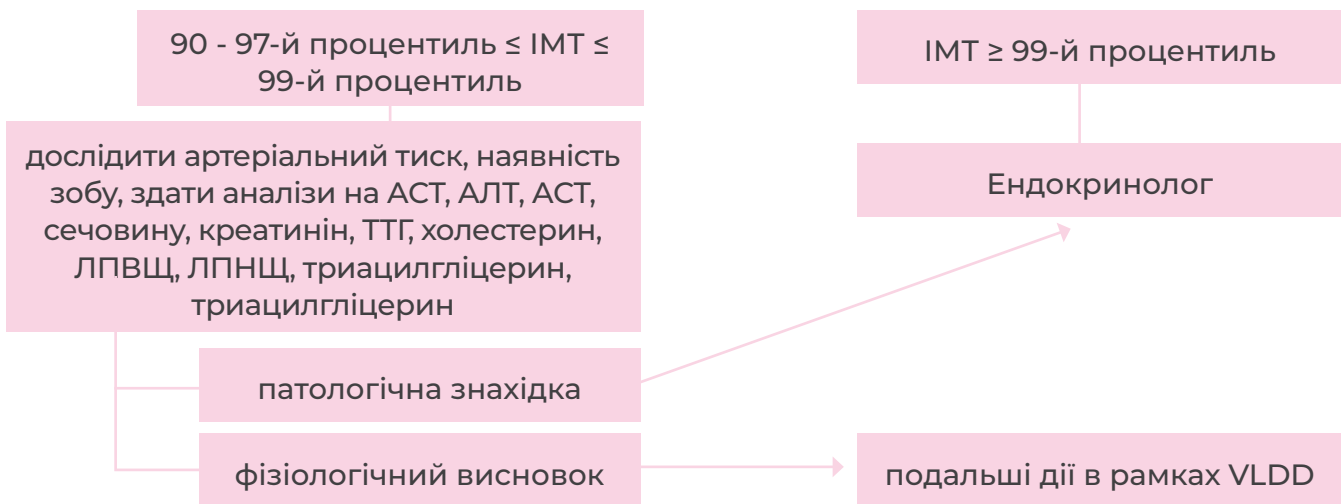 90 - 97-й процентиль ≤ ІМТ ≤
99-й процентиль
ІМТ ≥ 99-й процентиль
дослідити артеріальний тиск, наявність
зобу, здати аналізи на АСТ, АЛТ, АСТ,
сечовину, креатинін, ТТГ, холестерин,
ЛПВЩ, ЛПНЩ, триацилгліцерин,
триацилгліцерин
Ендокринолог
патологічна знахідка
фізіологічний висновок
подальші дії в рамках VLDD